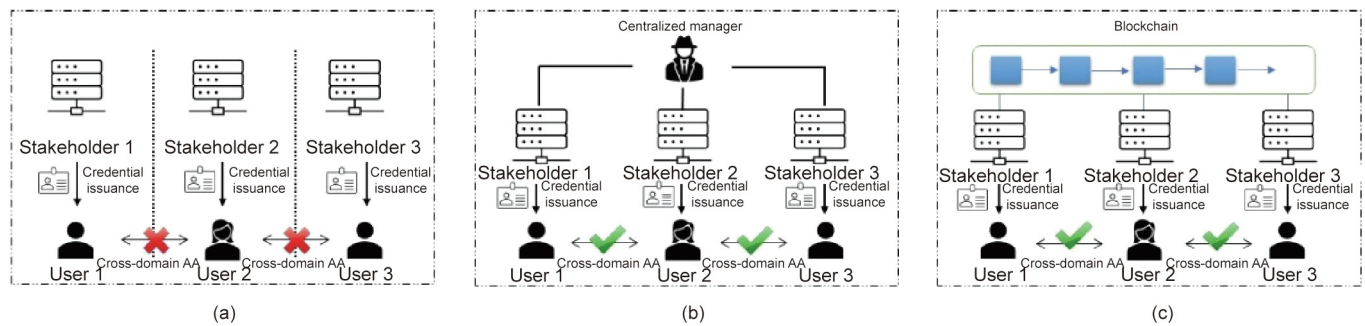 Stakeholder 1
Stakeholder 2
Stakeholder 3
Credential
issuance
Credential
issuance
Credential
issuance
Cross-domain AA
Cross-domain AA
User 1
User 2
User 3
(a)
Centralized manager
Stakeholder 1
Stakeholder 2
Stakeholder 3
Credential
issuance
Credential
issuance
Credential
issuance
Cross-domain AA
Cross-domain AA
User 1
User 2
User 3
(b)
Blockchain
Stakeholder 1
Stakeholder 2
Stakeholder 3
Credential
issuance
Credential
issuance
Credential
issuance
Cross-domain AA
Cross-domain AA
User 1
User 2
User 3
(c)